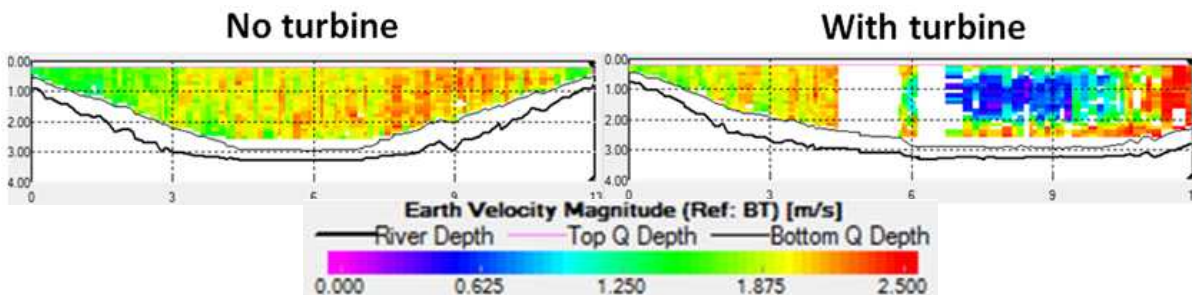 No turbine
With turbine
0.00
1.00
2.00
3.00
4.00
0 3 6 9
0.00
1.00
2.00
3.00
4.00
0 3 6 9
Earth Velocity Magnitude (Ref: BT) [m/s]
River Depth Top Q Depth Bottom Q Depth
0.000 0.625 1.250 1.875 2.500